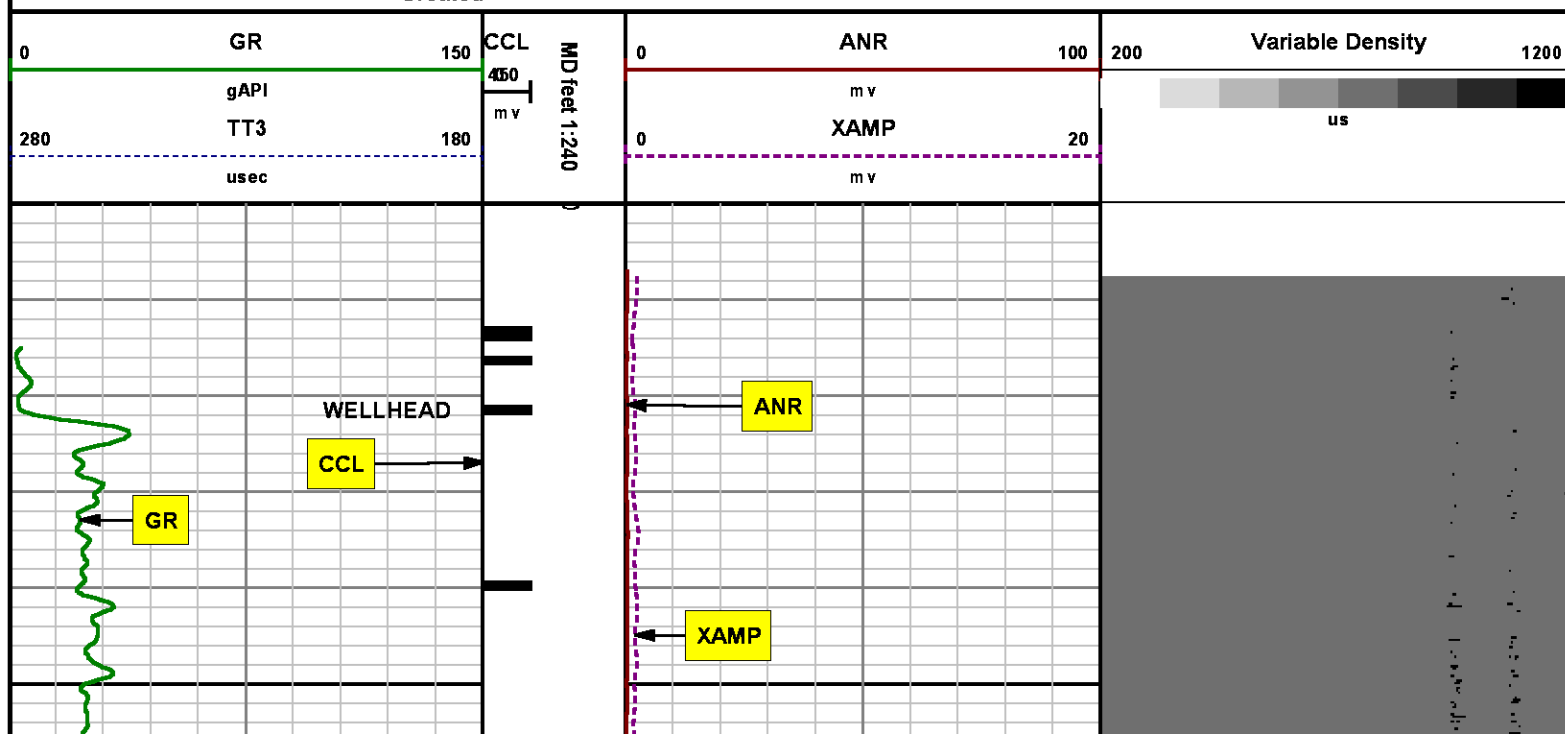 0 GR 150
gAPI
280 TT3 180
usec
CCL
mv
MD feet 1:240
0 ANR 100
mv
0 XAMP 20
mv
200 Variable Density 1200
us
WELLHEAD
ANR
CCL
GR
XAMP